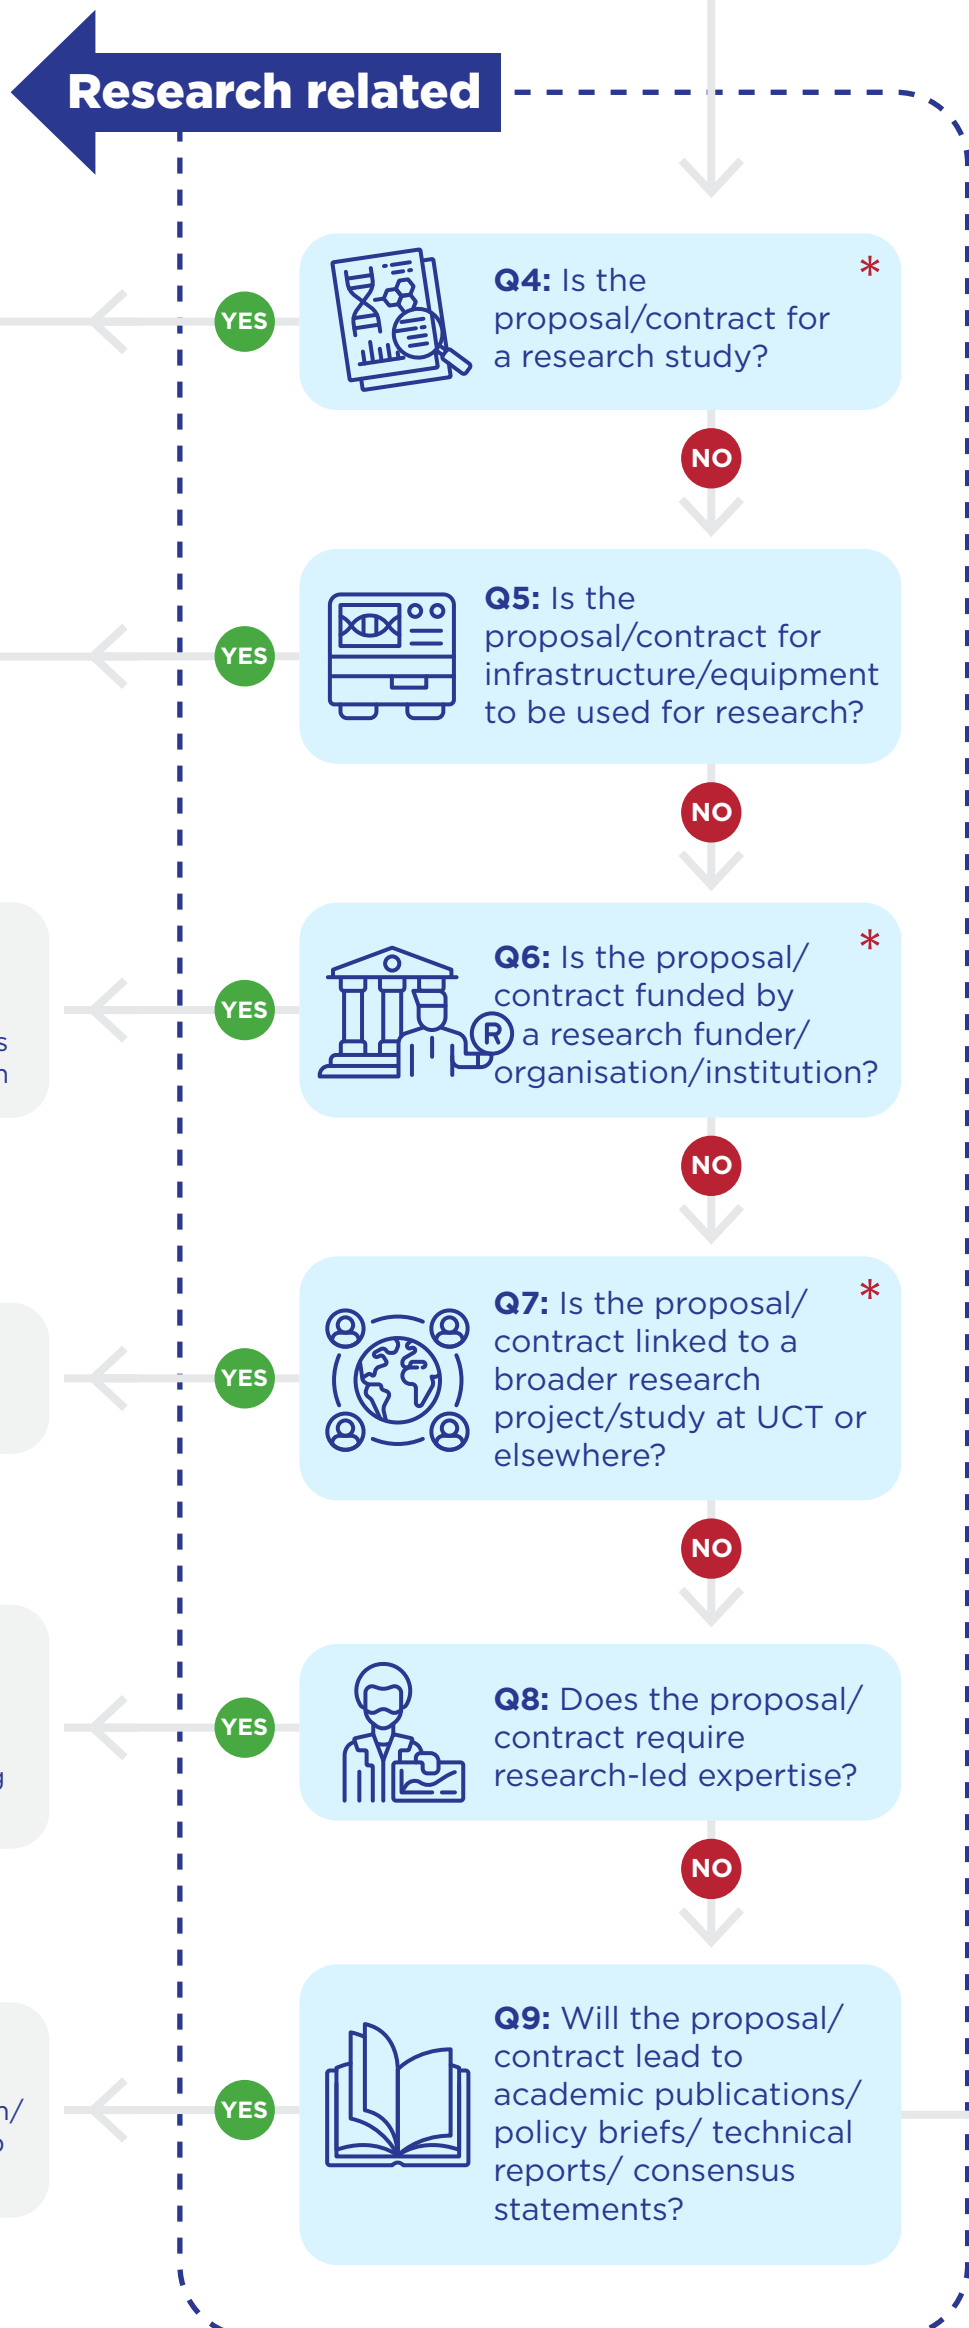 Research related
Q4: Is the *
proposal/contract for
a research study?
YES
NO
Q5: Is the
proposal/contract for
infrastructure/equipment
to be used for research?
YES
NO
Q6: Is the proposal/ *
contract funded by
a research funder/
organisation/institution?
R
YES
NO
Q7: Is the proposal/ *
contract linked to a
broader research
project/study at UCT or
elsewhere?
YES
NO
Q8: Does the proposal/
contract require
research-led expertise?
YES
NO
Q9: Will the proposal/
contract lead to
academic publications/
policy briefs/ technical
reports/ consensus
statements?
YES